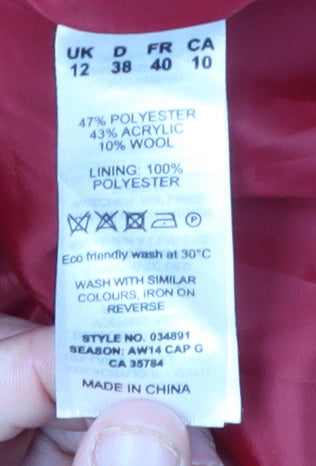 UK D FR CA
12 38 40 10
47% POLYESTER
43% ACRYLIC
10% WOOL
LINING: 100%
POLYESTER
P
Eco friendly wash at 30°C
WASH WITH SIMILAR
COLOURS, IRON ON
REVERSE
STYLE NO. 034891
SEASON: AW14 CAP G
CA 35784
MADE IN CHINA